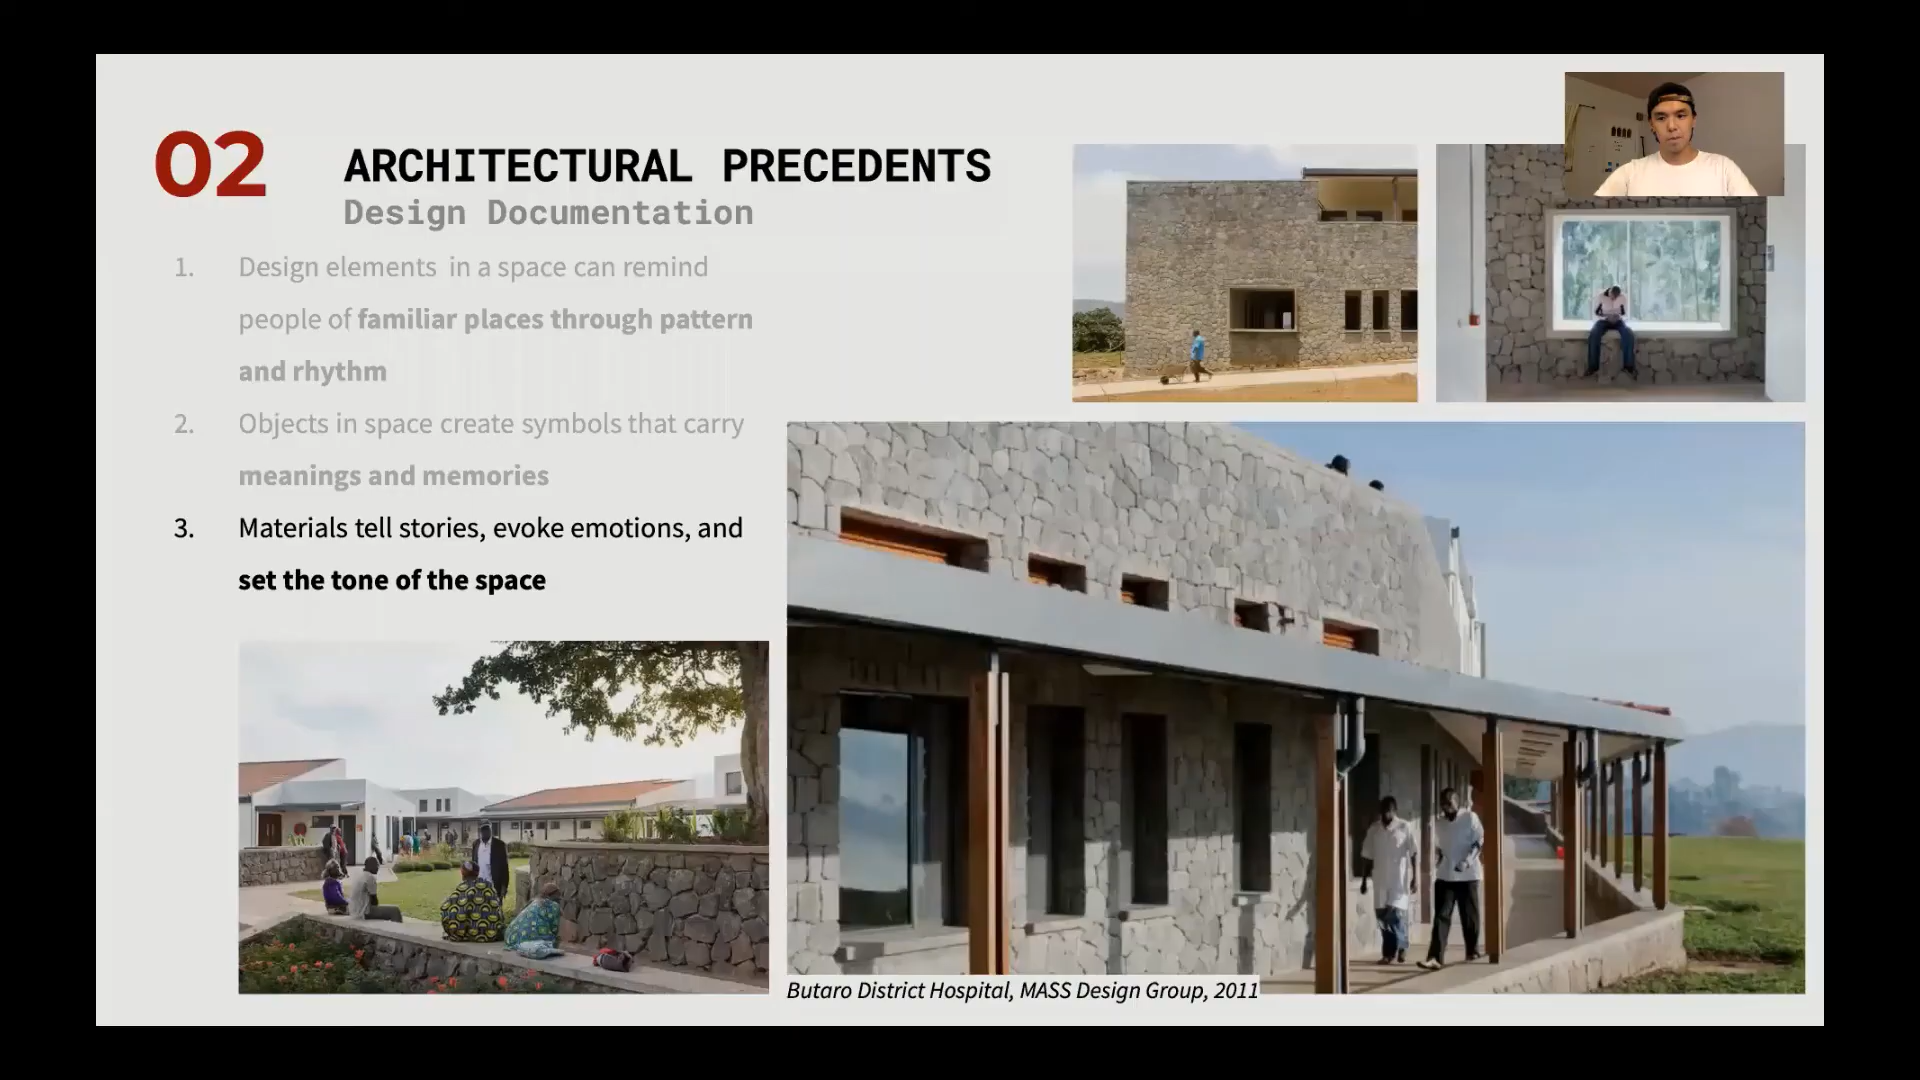 02
ARCHITECTURAL PRECEDENTS
Design Documentation
1. Design elements in a space can remind
people of familiar places through pattern
and rhythm
2. Objects in space create symbols that carry
meanings and memories
3. Materials tell stories, evoke emotions, and
set the tone of the space
Butaro District Hospital, MASS Design Group, 2011